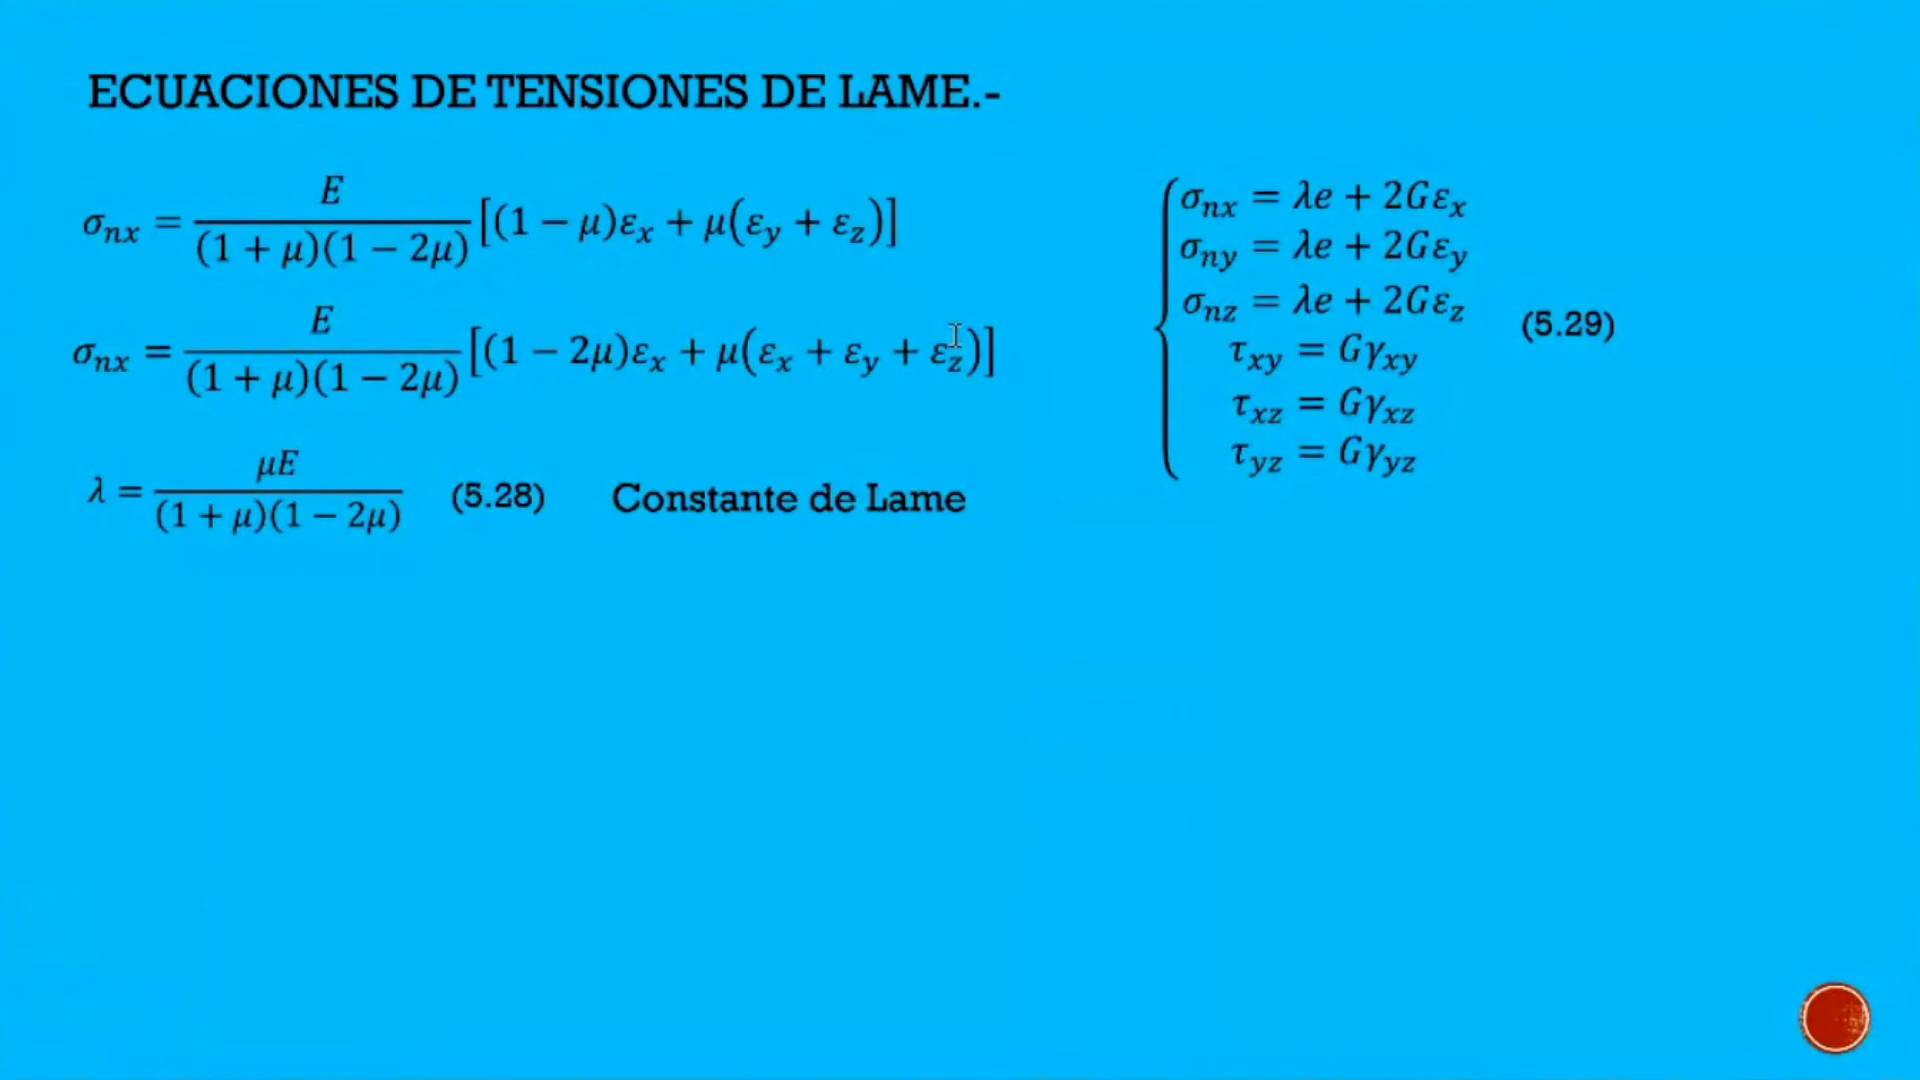 ECUACIONES DE TENSIONES DE LAME.-
σnx = E / (1 + μ)(1 − 2μ) [(1 − μ)εx + μ(εy + εz)]
σnx = E / (1 + μ)(1 − 2μ) [(1 − 2μ)εx + μ(εx + εy + εz)]
λ = μE / (1 + μ)(1 − 2μ) (5.28) Constante de Lame
σnx = λe + 2Gεx
σny = λe + 2Gεy
σnz = λe + 2Gεz
(5.29)
τxy = Gγxy
τxz = Gγxz
τyz = Gγyz